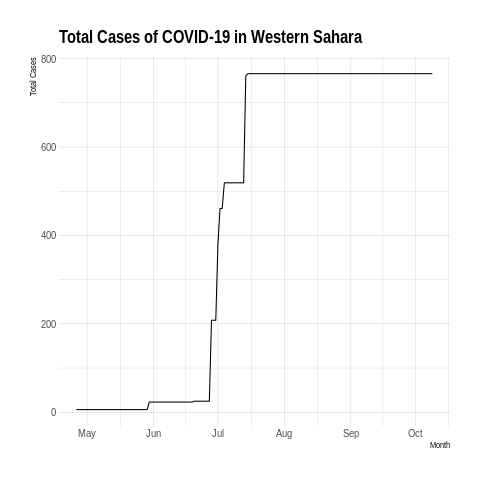 Total Cases of COVID-19 in Western Sahara
Total Cases
800
600
400
200
0
May Jun Jul Aug Sep Oct
Month